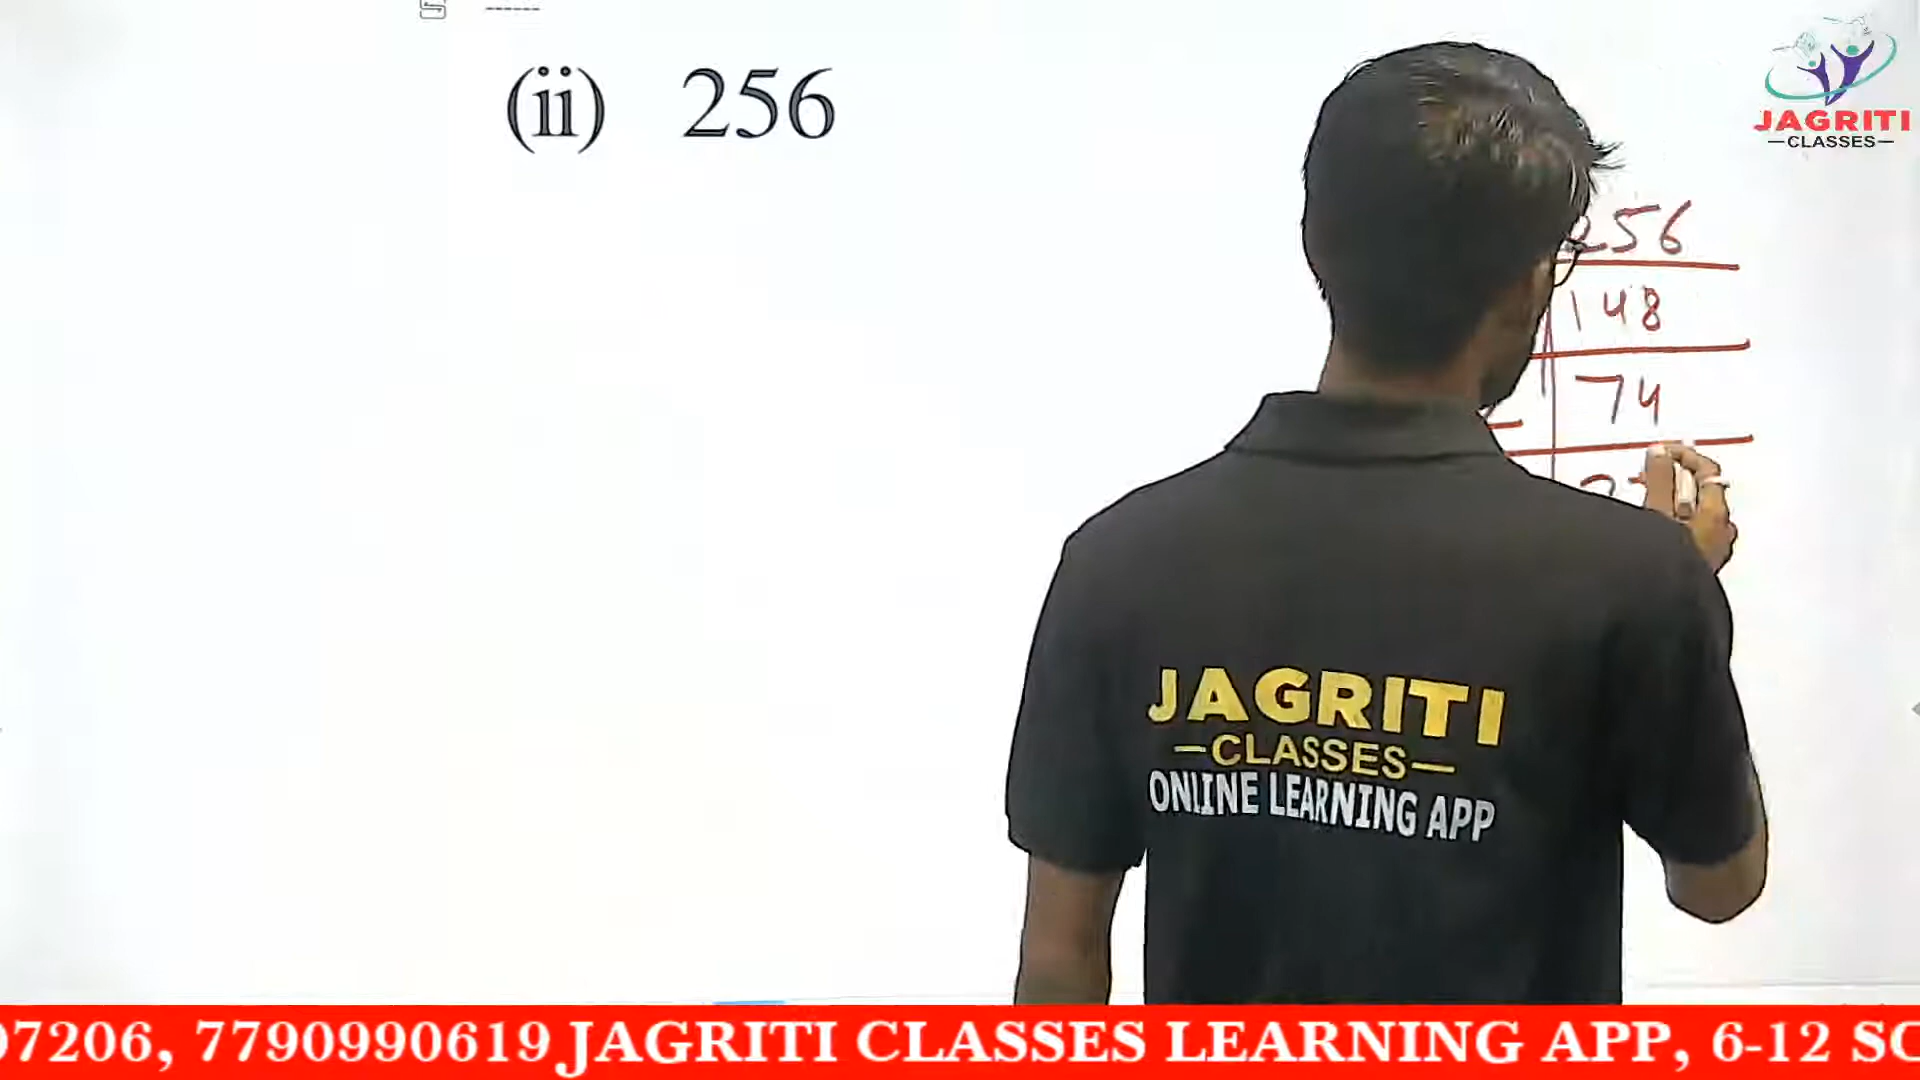 (ii) 256
JAGRITI
—CLASSES—
256
148
74
JAGRITI
—CLASSES—
ONLINE LEARNING APP
07206, 7790990619 JAGRITI CLASSES LEARNING APP, 6-12 SC